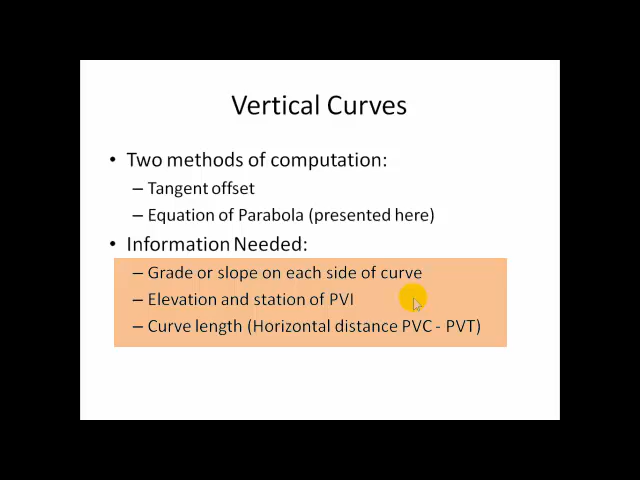 Vertical Curves
• Two methods of computation:
– Tangent offset
– Equation of Parabola (presented here)
• Information Needed:
– Grade or slope on each side of curve
– Elevation and station of PVI
– Curve length (Horizontal distance PVC - PVT)